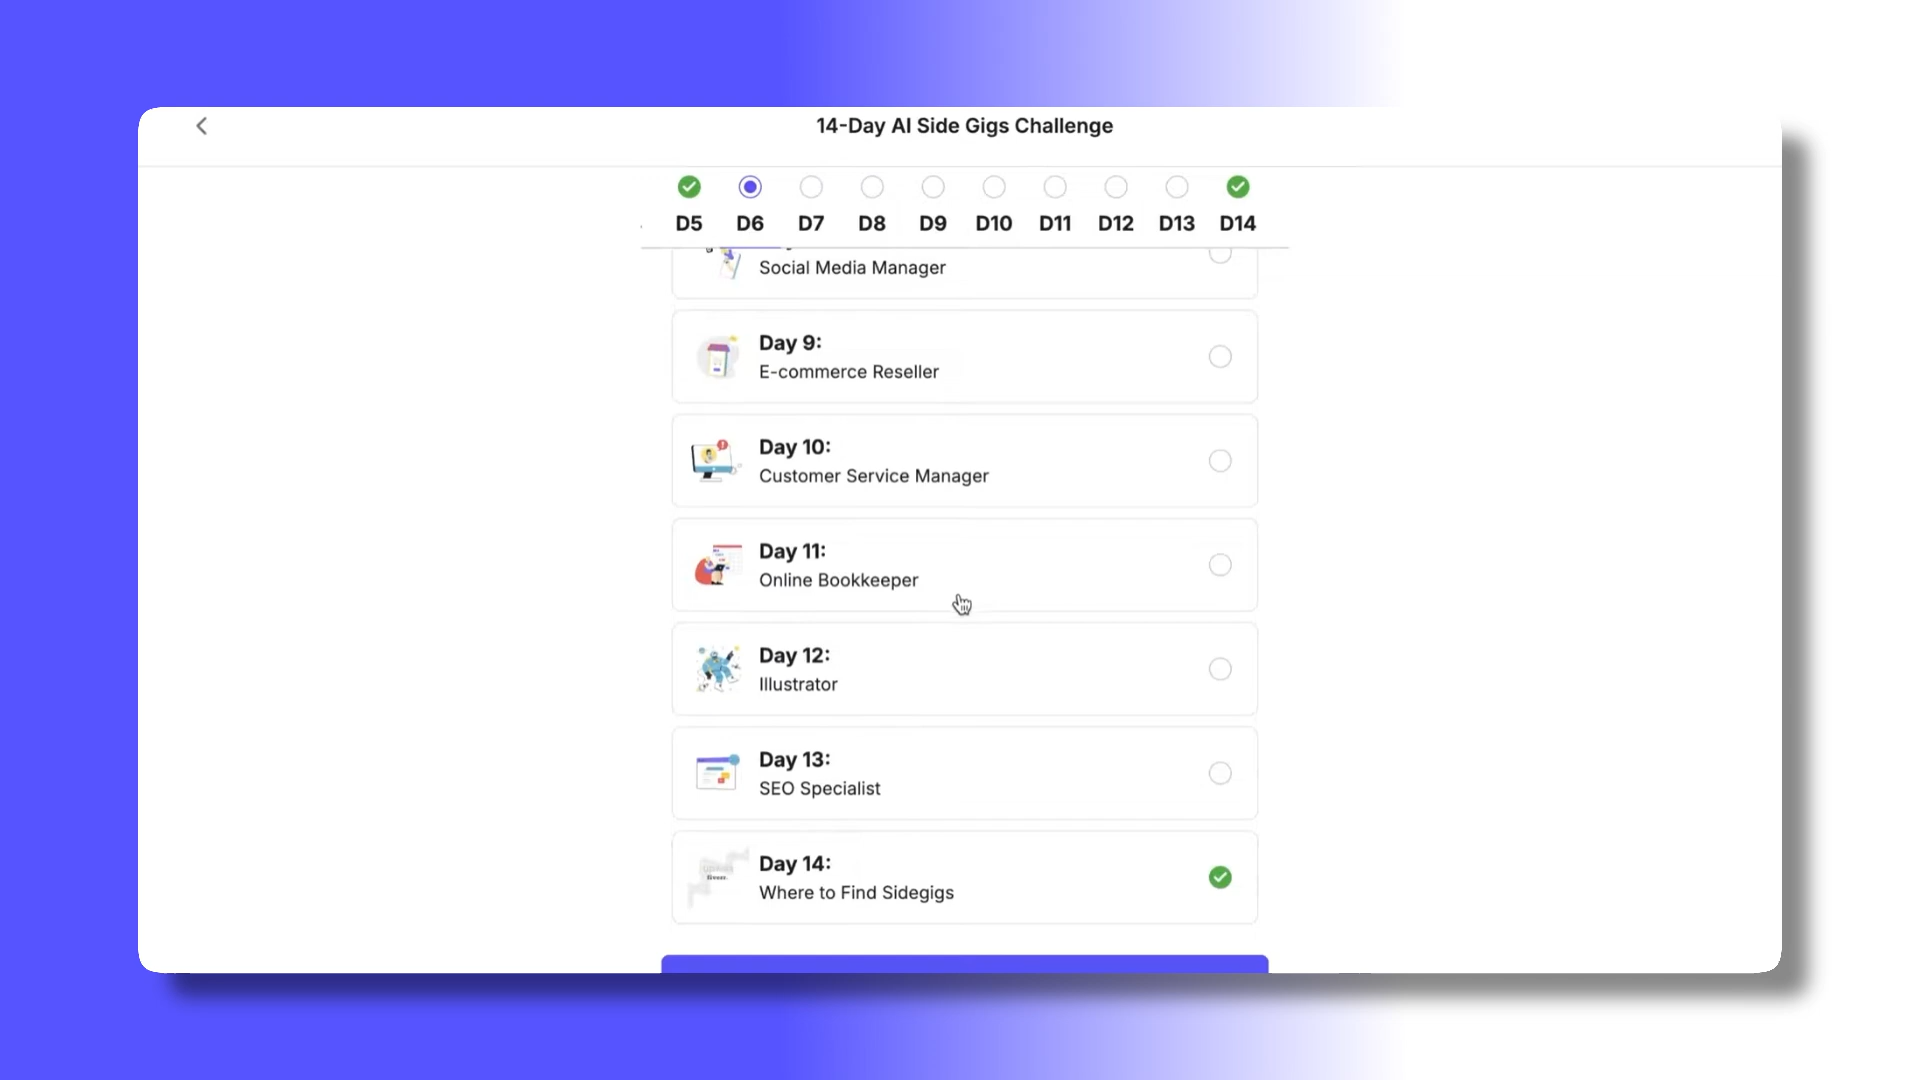 14-Day AI Side Gigs Challenge
D5 D6 D7 D8 D9 D10 D11 D12 D13 D14
Social Media Manager
Day 9:
E-commerce Reseller
Day 10:
Customer Service Manager
Day 11:
Online Bookkeeper
Day 12:
Illustrator
Day 13:
SEO Specialist
Day 14:
Where to Find Sidegigs